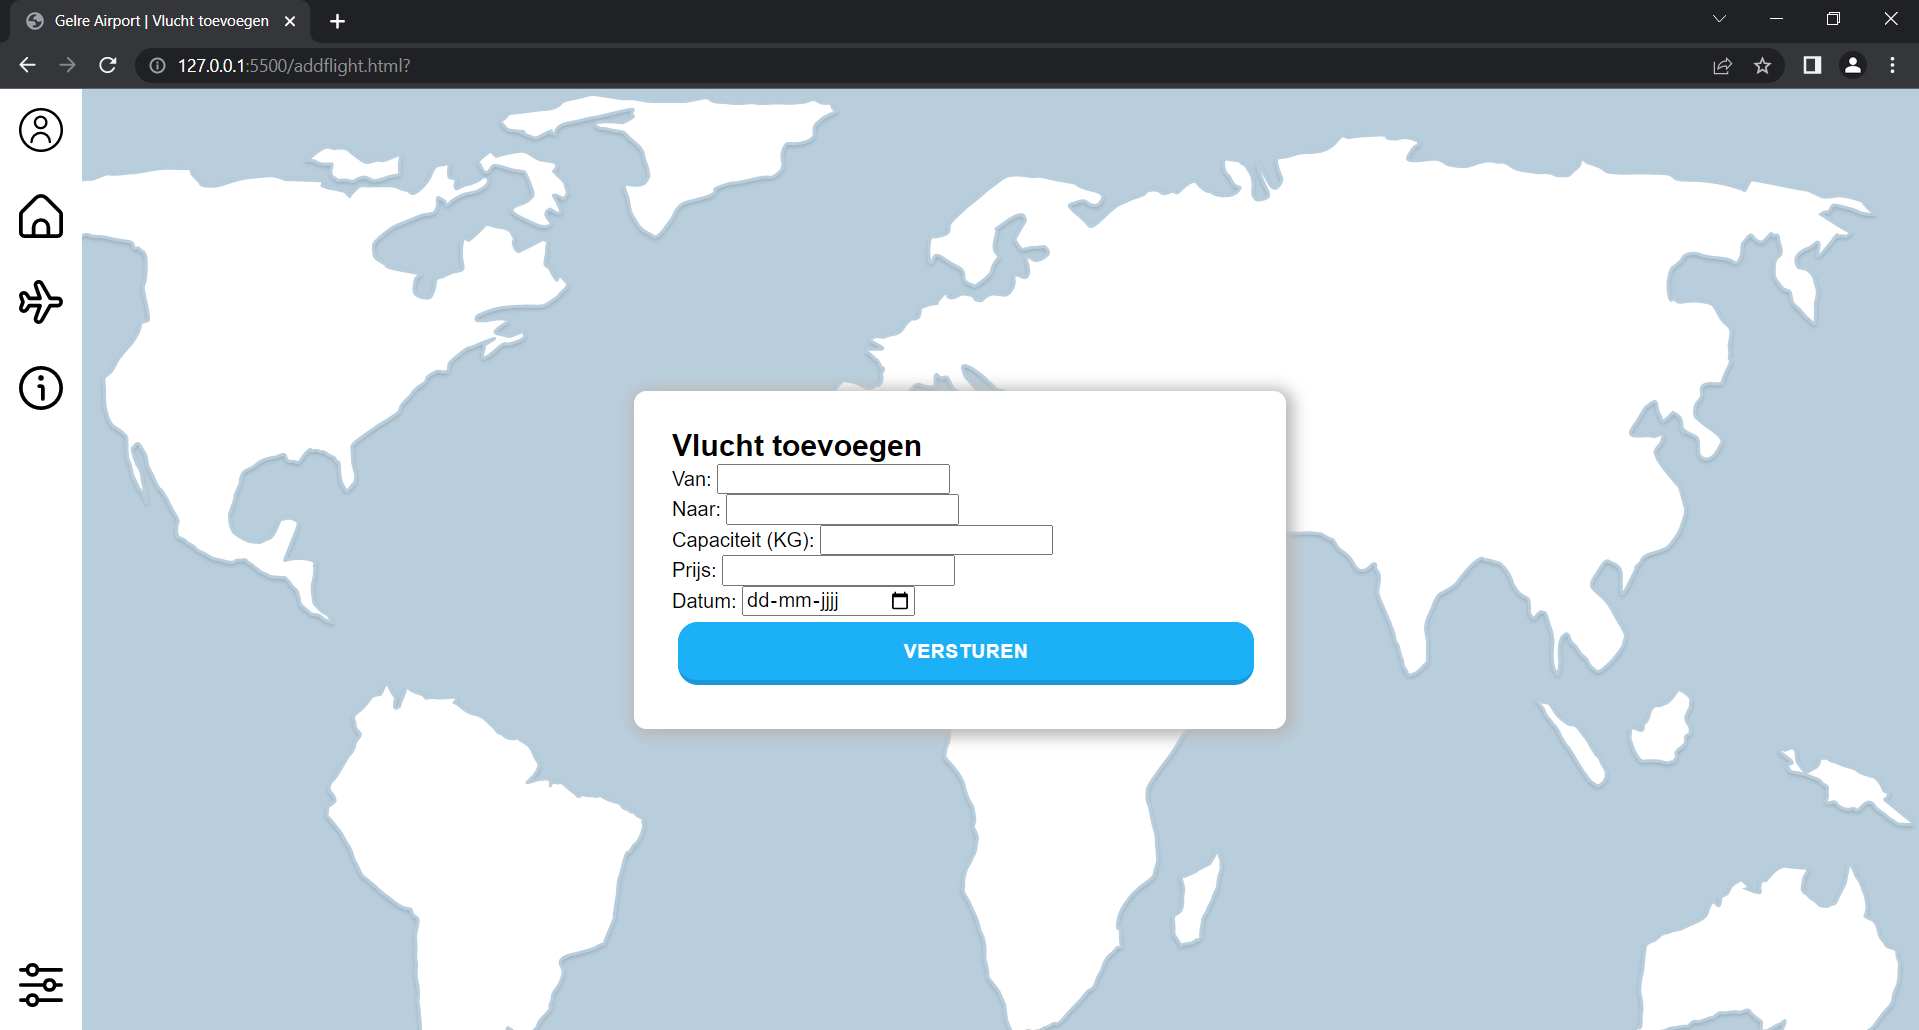 Gelre Airport | Vlucht toevoegen
127.0.0.1:5500/addflight.html?
Vlucht toevoegen
Van:
Naar:
Capaciteit (KG):
Prijs:
Datum: dd-mm-jjjj
VERSTUREN